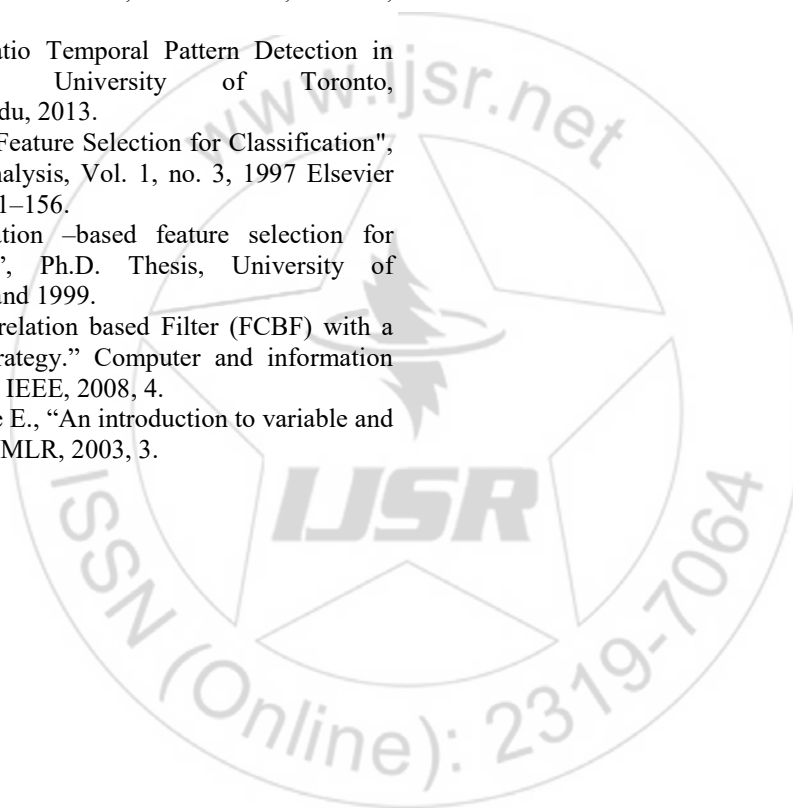 tio Temporal Pattern Detection in
University of Toronto,
du, 2013.
Feature Selection for Classification",
nalysis, Vol. 1, no. 3, 1997 Elsevier
1–156.
tion –based feature selection for
”, Ph.D. Thesis, University of
and 1999.
relation based Filter (FCBF) with a
rategy.” Computer and information
IEEE, 2008, 4.
e E., “An introduction to variable and
MLR, 2003, 3.
www.ijsr.net
IJSR
ISSN (Online): 2319-7064